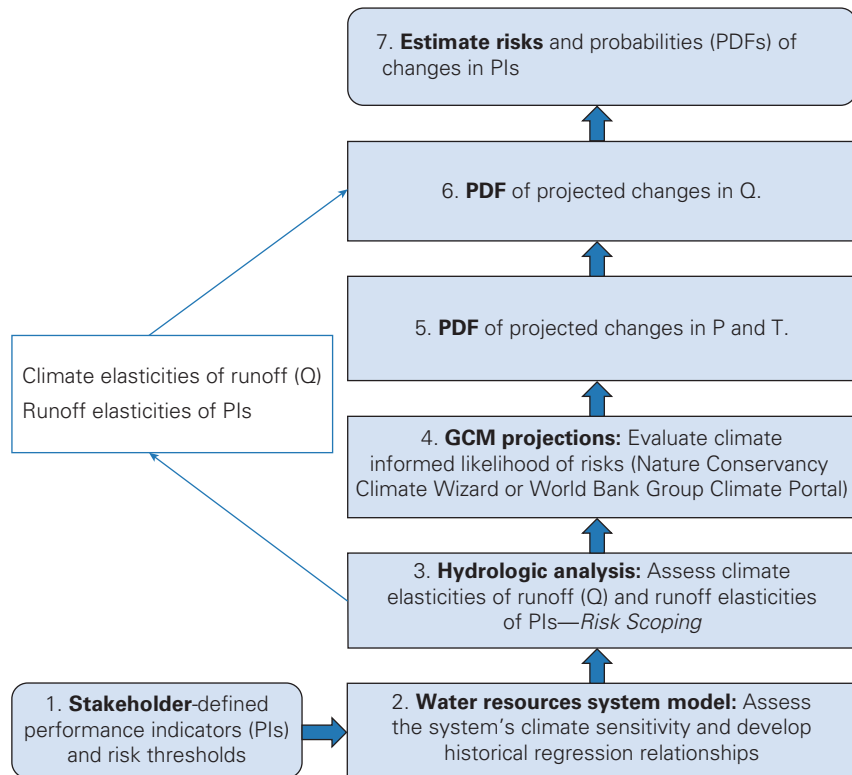 7. Estimate risks and probabilities (PDFs) of
changes in PIs
6. PDF of projected changes in Q.
5. PDF of projected changes in P and T.
Climate elasticities of runoff (Q)
Runoff elasticities of PIs
4. GCM projections: Evaluate climate
informed likelihood of risks (Nature Conservancy
Climate Wizard or World Bank Group Climate Portal)
3. Hydrologic analysis: Assess climate
elasticities of runoff (Q) and runoff elasticities
of PIs—Risk Scoping
1. Stakeholder-defined
performance indicators (PIs)
and risk thresholds
2. Water resources system model: Assess
the system’s climate sensitivity and develop
historical regression relationships